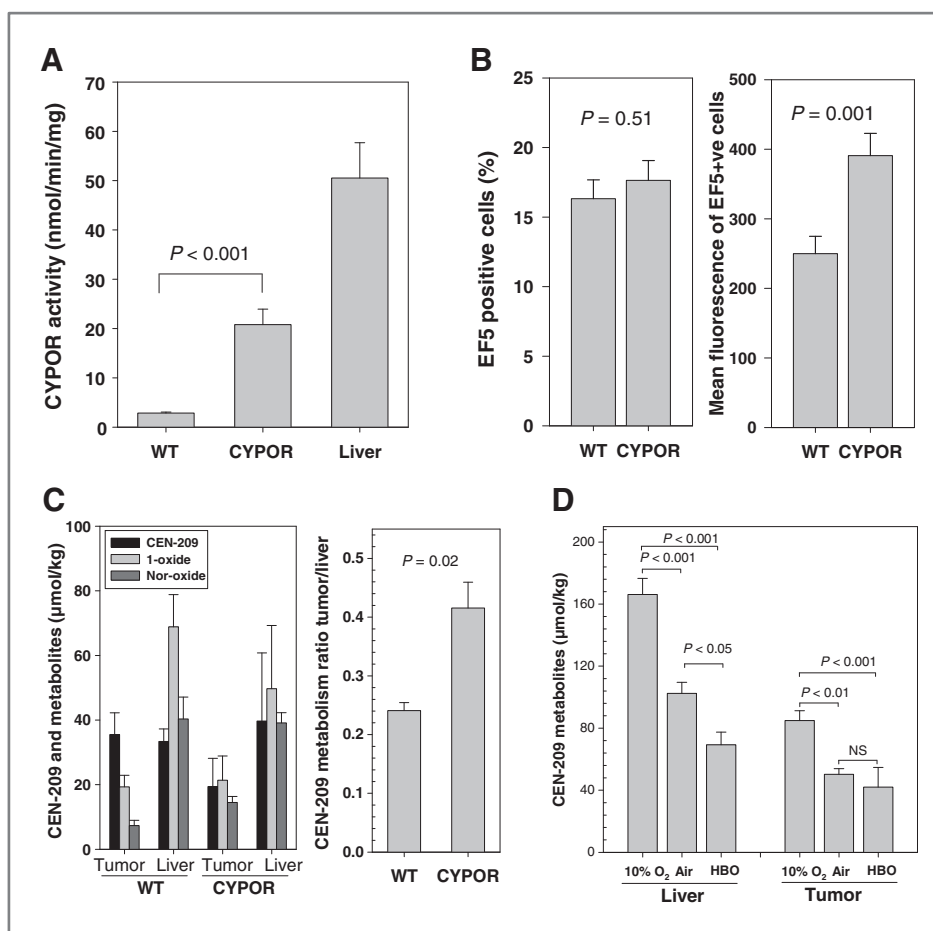 A
CYPOR activity (nmol/min/mg)
70
60
50
40
30
20
10
0
P < 0.001
WT CYPOR Liver
B
EF5 positive cells (%)
25
20
15
10
5
0
P = 0.51
WT CYPOR
Mean fluorescence of EF5+ve cells
500
400
300
200
100
0
P = 0.001
WT CYPOR
C
CEN-209 and metabolites (µmol/kg)
100
80
60
40
20
0
CEN-209
1-oxide
Nor-oxide
Tumor Liver Tumor Liver
WT CYPOR
CEN-209 metabolism ratio tumor/liver
0.5
0.4
0.3
0.2
0.1
0.0
P = 0.02
WT CYPOR
D
CEN-209 metabolites (µmol/kg)
200
160
120
80
40
0
P < 0.001
P < 0.001
P < 0.05
P < 0.001
P < 0.01
NS
10% O₂ Air HBO 10% O₂ Air HBO
Liver Tumor